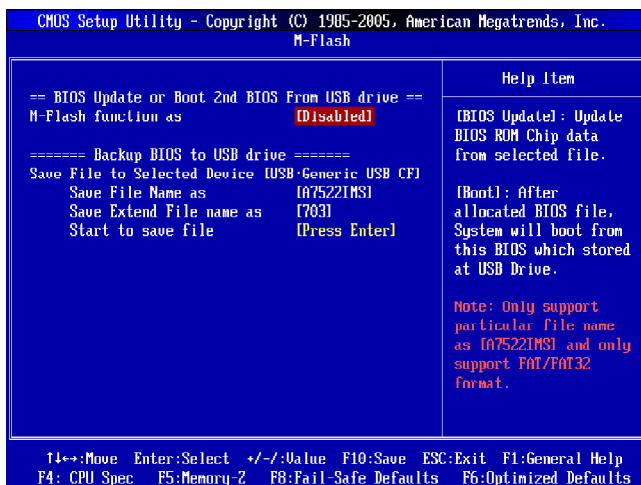 CMOS Setup Utility - Copyright (C) 1985-2005, American Megatrends, Inc.
M-Flash
== BIOS Update or Boot 2nd BIOS From USB drive ==
M-Flash function as [Disabled]
======= Backup BIOS to USB drive =======
Save File to Selected Device [USB-Generic USB CF]
Save File Name as [A7522IMS]
Save Extend File name as [703]
Start to save file [Press Enter]
Help Item
[BIOS Update]: Update
BIOS ROM Chip data
from selected file.
[Boot]: After
allocated BIOS file,
System will boot from
this BIOS which stored
at USB Drive.
Note: Only support
particular file name
as [A7522IMS] and only
support FAT/FAT32
format.
↑↓←→:Move Enter:Select +/-/:Value F10:Save ESC:Exit F1:General Help
F4: CPU Spec F5:Memory-Z F8:Fail-Safe Defaults F6:Optimized Defaults